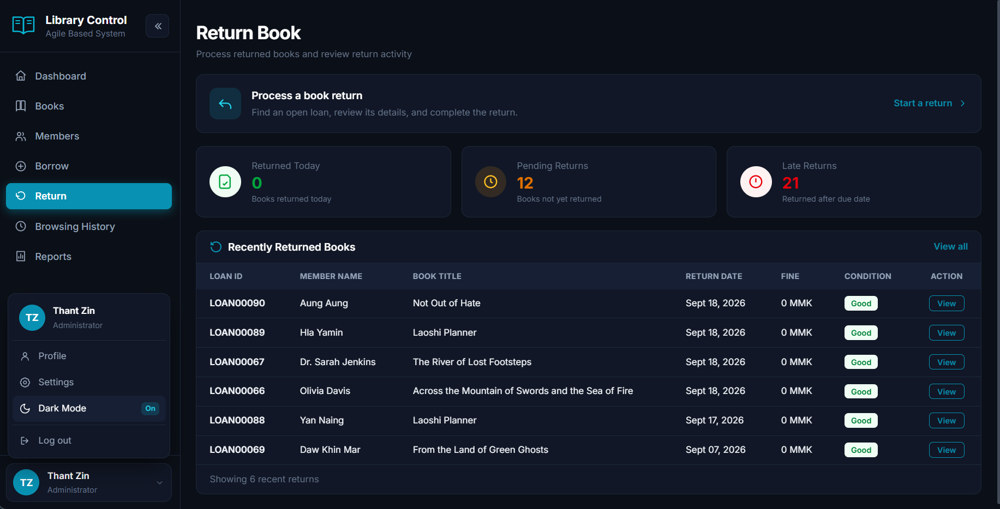 Library Control
Agile Based System
Dashboard
Books
Members
Borrow
Return
Browsing History
Reports
TZ
Thant Zin
Administrator
Profile
Settings
Dark Mode On
Log out
TZ
Thant Zin
Administrator
Return Book
Process returned books and review return activity
Process a book return
Find an open loan, review its details, and complete the return.
Start a return
Returned Today
0
Books returned today
Pending Returns
12
Books not yet returned
Late Returns
21
Returned after due date
Recently Returned Books
View all
LOAN ID MEMBER NAME BOOK TITLE RETURN DATE FINE CONDITION ACTION
LOAN00090 Aung Aung Not Out of Hate Sept 18, 2026 0 MMK Good View
LOAN00089 Hla Yamin Laoshi Planner Sept 18, 2026 0 MMK Good View
LOAN00067 Dr. Sarah Jenkins The River of Lost Footsteps Sept 18, 2026 0 MMK Good View
LOAN00066 Olivia Davis Across the Mountain of Swords and the Sea of Fire Sept 18, 2026 0 MMK Good View
LOAN00088 Yan Naing Laoshi Planner Sept 17, 2026 0 MMK Good View
LOAN00069 Daw Khin Mar From the Land of Green Ghosts Sept 07, 2026 0 MMK Good View
Showing 6 recent returns